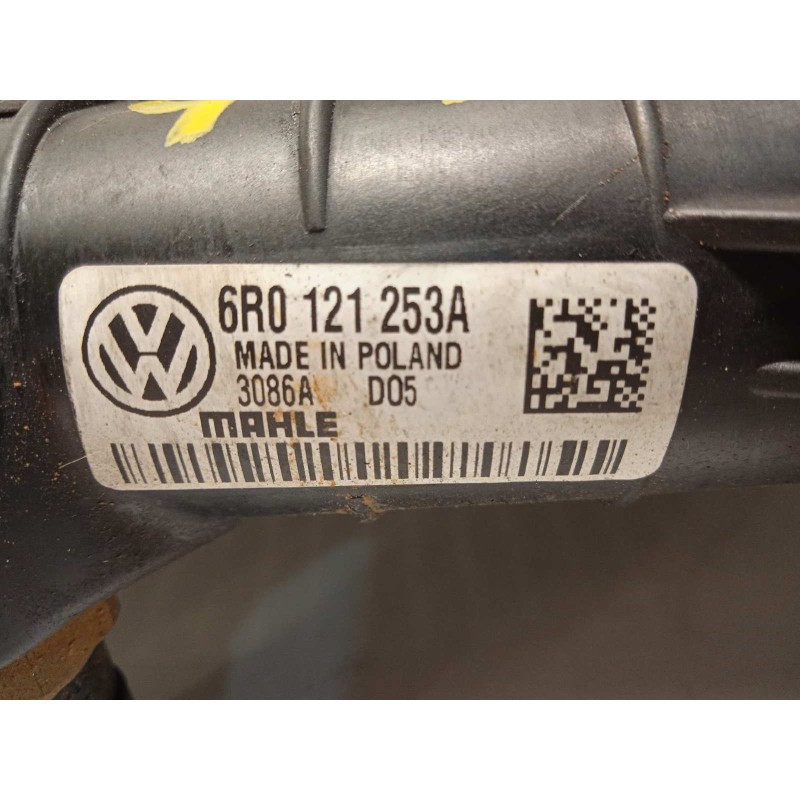 6R0 121 253A
MADE IN POLAND
3086A D05
MAHLE